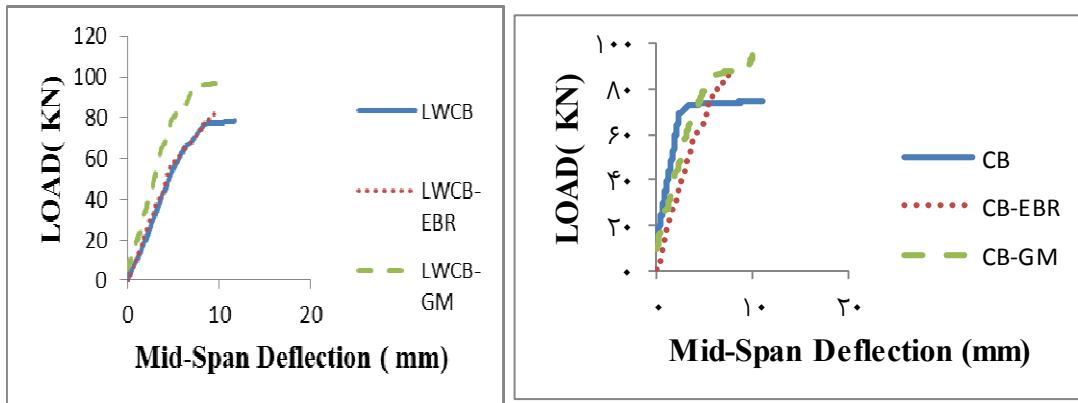 LOAD( KN)
120
100
80
60
40
20
0
0
10
20
Mid-Span Deflection ( mm)
LWCB
LWCB-
EBR
LWCB-
GM
LOAD( KN)
١٠٠
٨٠
٦٠
٤٠
٢٠
٠
٠
١٠
٢٠
Mid-Span Deflection (mm)
CB
CB-EBR
CB-GM